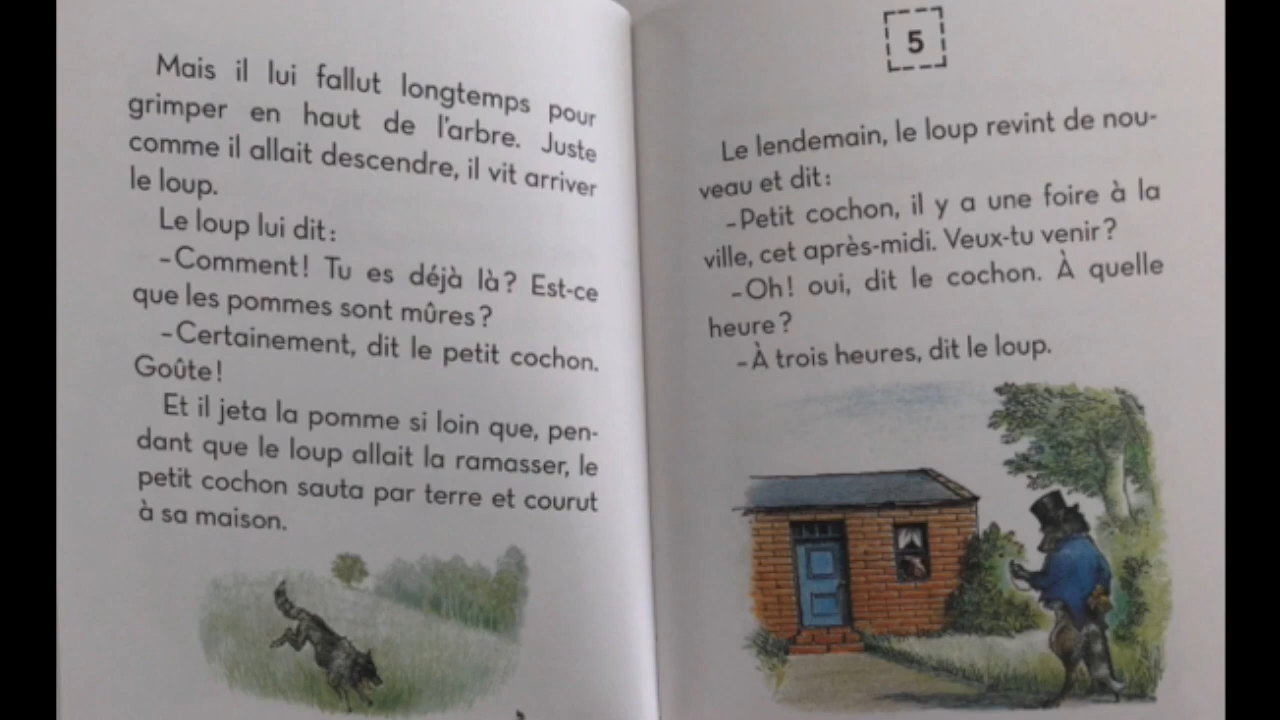 Mais il lui fallut longtemps pour
grimper en haut de l'arbre. Juste
comme il allait descendre, il vit arriver
le loup.
Le loup lui dit :
– Comment ! Tu es déjà là ? Est-ce
que les pommes sont mûres ?
– Certainement, dit le petit cochon.
Goûte !
Et il jeta la pomme si loin que, pen-
dant que le loup allait la ramasser, le
petit cochon sauta par terre et courut
à sa maison.
5
Le lendemain, le loup revint de nou-
veau et dit :
– Petit cochon, il y a une foire à la
ville, cet après-midi. Veux-tu venir ?
– Oh ! oui, dit le cochon. À quelle
heure ?
– À trois heures, dit le loup.